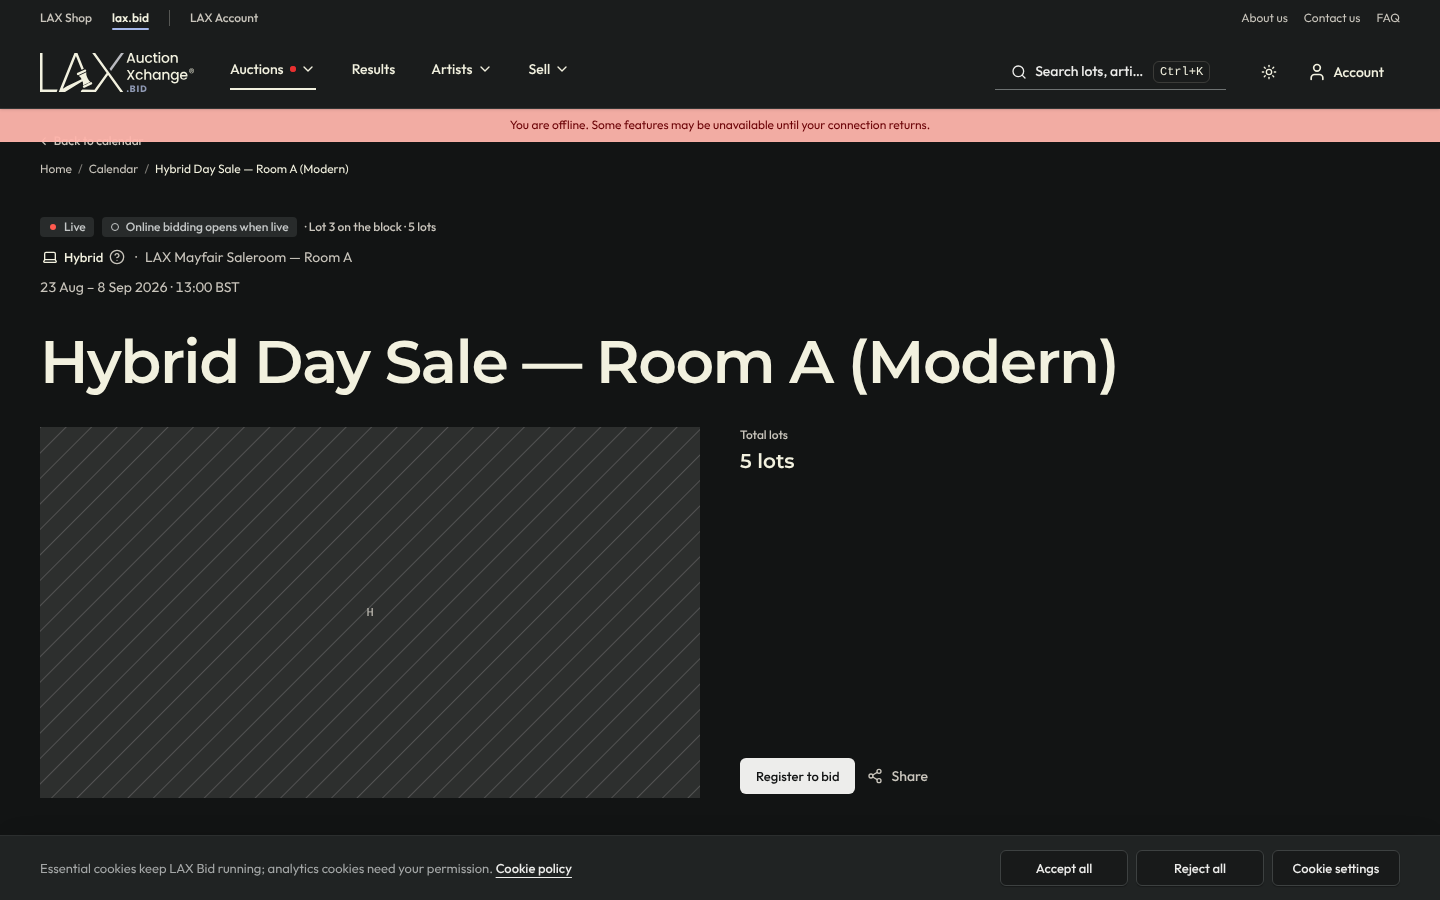 LAX Shop
lax.bid
LAX Account
About us
Contact us
FAQ
LAX Auction Xchange® .BID
Auctions
Results
Artists
Sell
Search lots, arti...
Ctrl+K
Account
You are offline. Some features may be unavailable until your connection returns.
Back to calendar
Home / Calendar / Hybrid Day Sale — Room A (Modern)
Live
Online bidding opens when live
· Lot 3 on the block · 5 lots
Hybrid
· LAX Mayfair Saleroom — Room A
23 Aug – 8 Sep 2026 · 13:00 BST
Hybrid Day Sale — Room A (Modern)
H
Total lots
5 lots
Register to bid
Share
Essential cookies keep LAX Bid running; analytics cookies need your permission. Cookie policy
Accept all
Reject all
Cookie settings